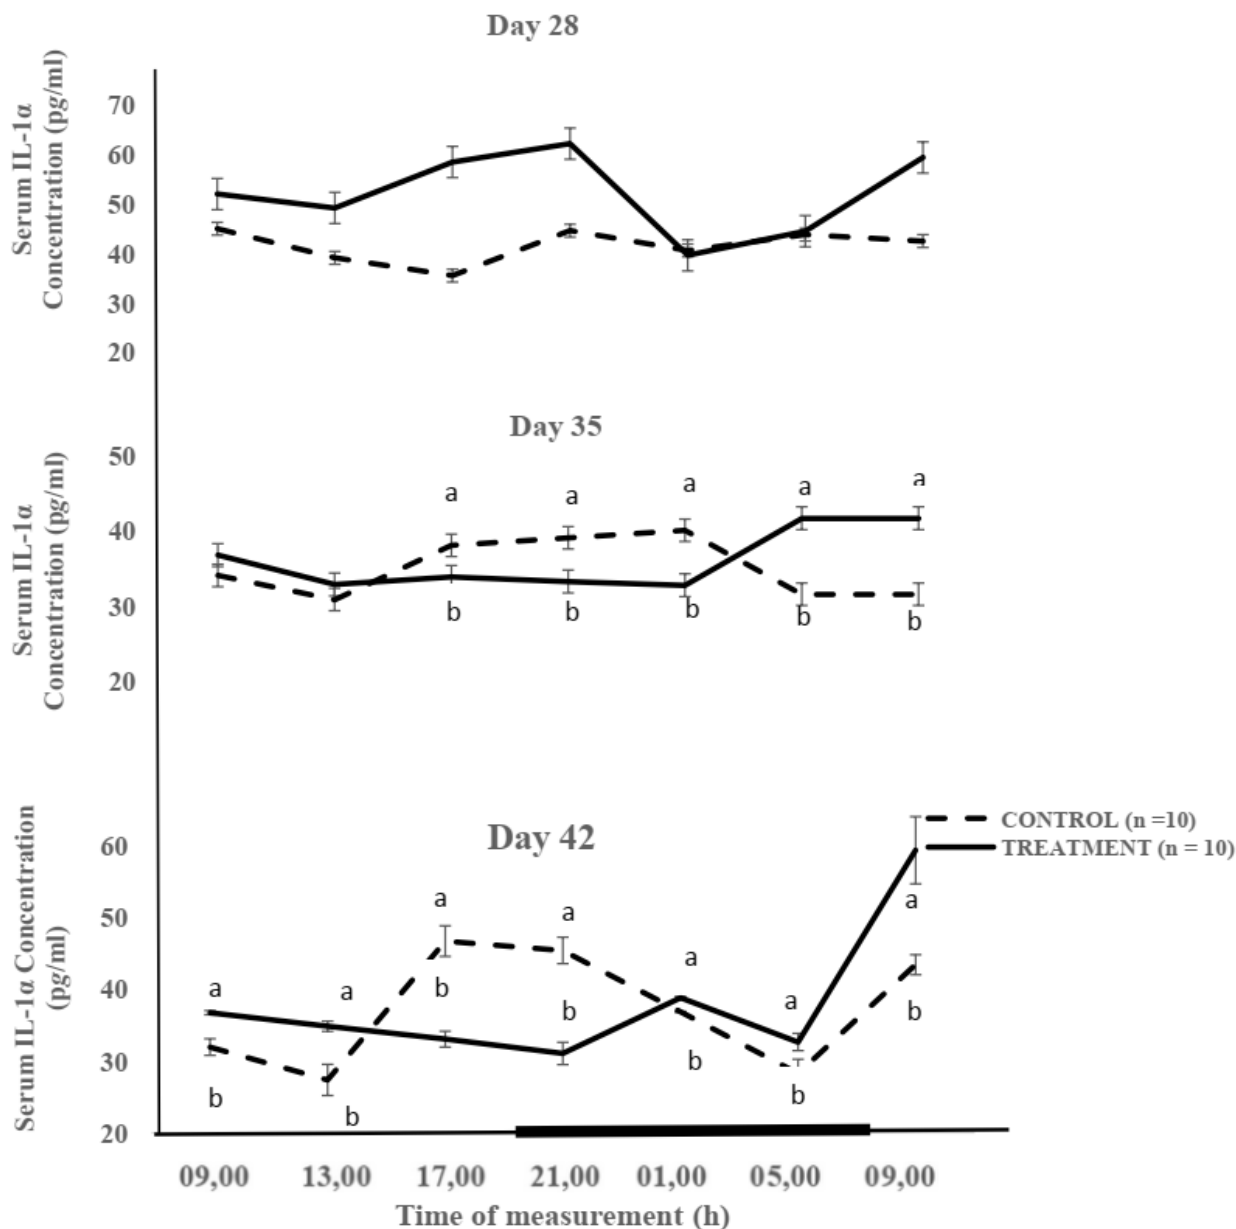 Day 28
Serum IL-1α
Concentration (pg/ml)
70
60
50
40
30
20
Day 35
Serum IL-1α
Concentration (pg/ml)
50
40
30
20
a a a a a
b b b b b
Day 42
Serum IL-1α Concentration
(pg/ml)
60
50
40
30
20
CONTROL (n =10)
TREATMENT (n = 10)
a a a a a a a
b b b b b b b
09,00 13,00 17,00 21,00 01,00 05,00 09,00
Time of measurement (h)